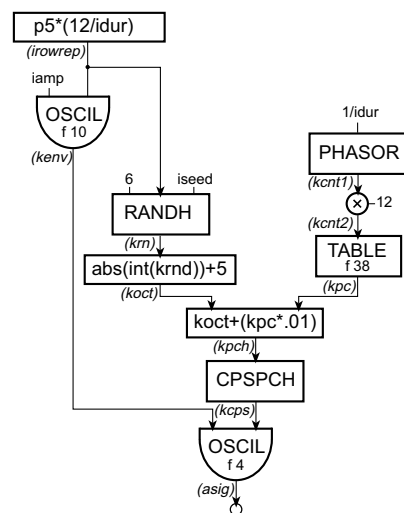 p5*(12/idur)
(irowrep)
iamp
OSCIL
f 10
(kenv)
1/idur
PHASOR
(kcnt1)
×
12
(kcnt2)
6
iseed
RANDH
(krn)
TABLE
f 38
(kpc)
abs(int(krnd))+5
(koct)
koct+(kpc*.01)
(kpch)
CPSPCH
(kcps)
OSCIL
f 4
(asig)